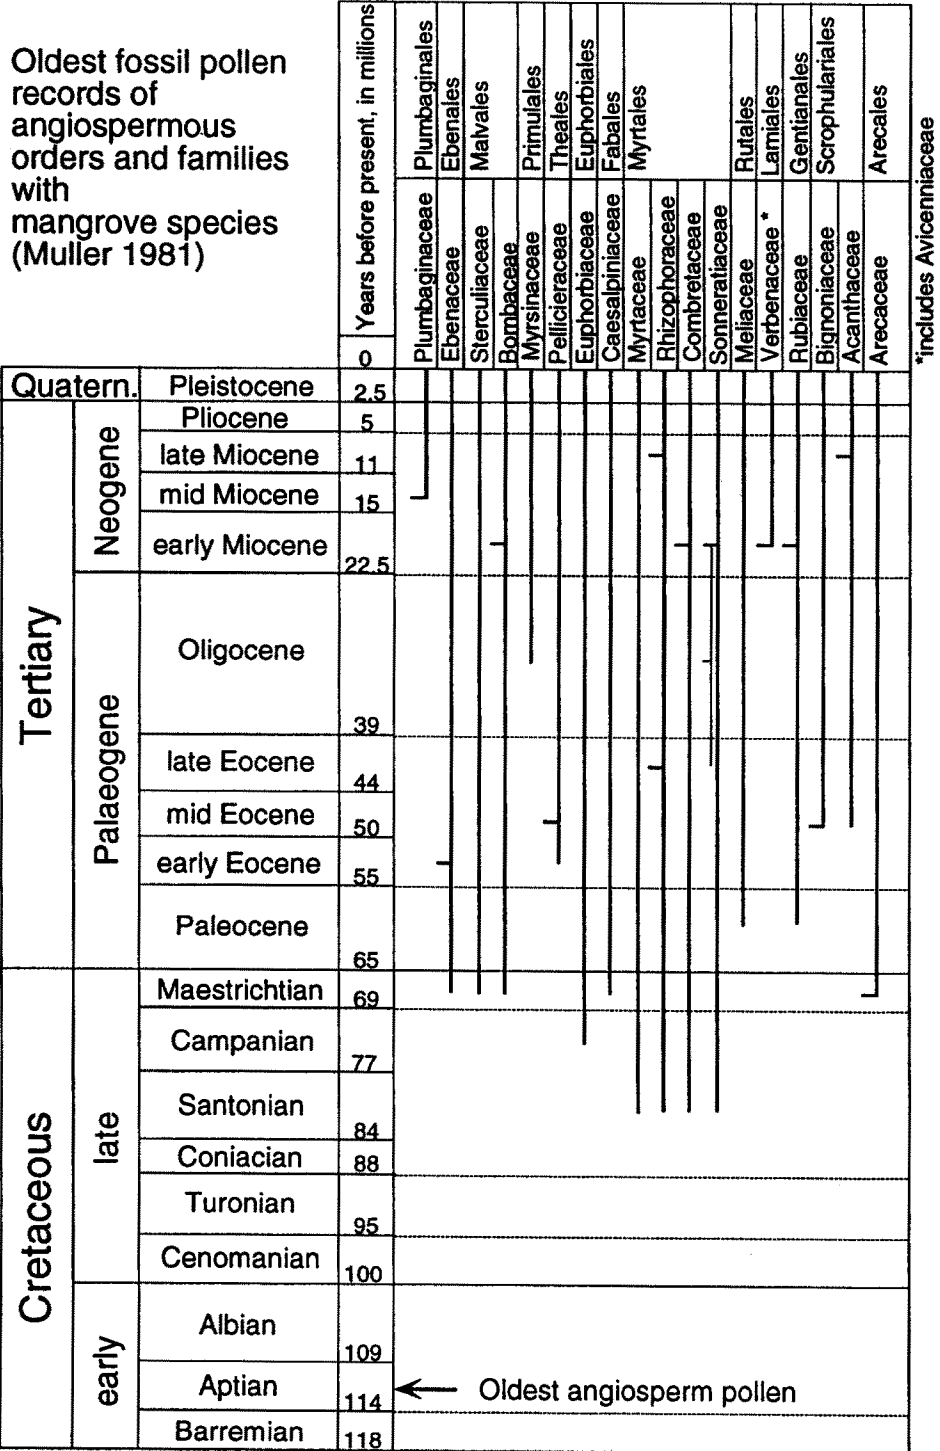 Oldest fossil pollen
records of
angiospermous
orders and families
with
mangrove species
(Muller 1981)
Years before present, in millions
0
Plumbaginales
Ebenales
Malvales
Primulales
Theales
Euphorbiales
Fabales
Myrtales
Rutales
Lamiales
Gentianales
Scrophulariales
Arecales
Plumbaginaceae
Ebenaceae
Sterculiaceae
Bombaceae
Myrsinaceae
Pellicieraceae
Euphorbiaceae
Caesalpiniaceae
Myrtaceae
Rhizophoraceae
Combretaceae
Sonneratiaceae
Meliaceae
Verbenaceae *
Rubiaceae
Bignoniaceae
Acanthaceae
Arecaceae
*includes Avicenniaceae
Quatern.
Pleistocene
2.5
Tertiary
Neogene
Pliocene
5
late Miocene
11
mid Miocene
15
early Miocene
22.5
Palaeogene
Oligocene
39
late Eocene
44
mid Eocene
50
early Eocene
55
Paleocene
65
Cretaceous
late
Maestrichtian
69
Campanian
77
Santonian
84
Coniacian
88
Turonian
95
Cenomanian
100
early
Albian
109
Aptian
114
Oldest angiosperm pollen
Barremian
118